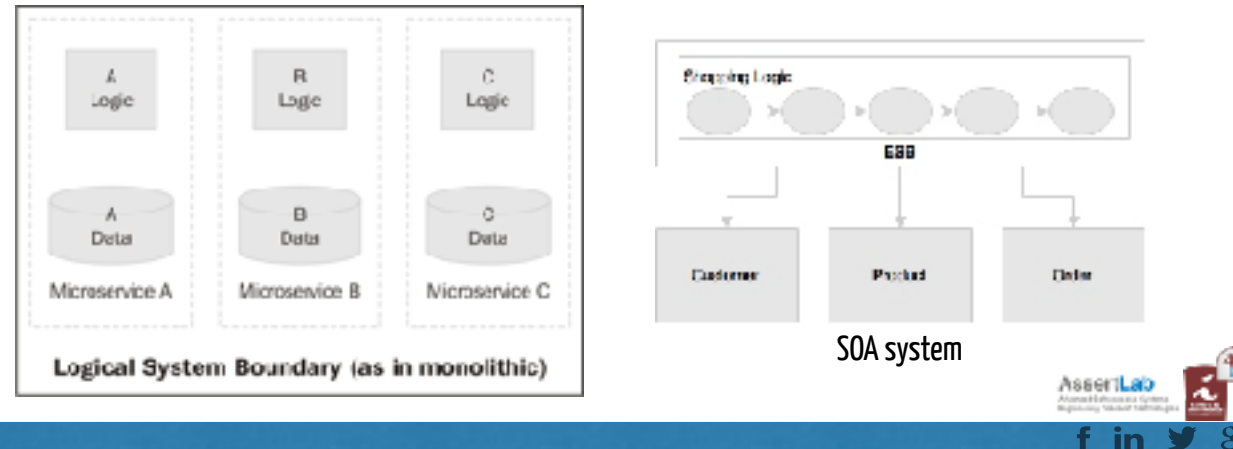 A
Logic
B
Logic
C
Logic
A
Data
B
Data
C
Data
Microservice A
Microservice B
Microservice C
Logical System Boundary (as in monolithic)
Shopping Logic
ESB
Customer
Product
Order
SOA system
AssertLab
f in